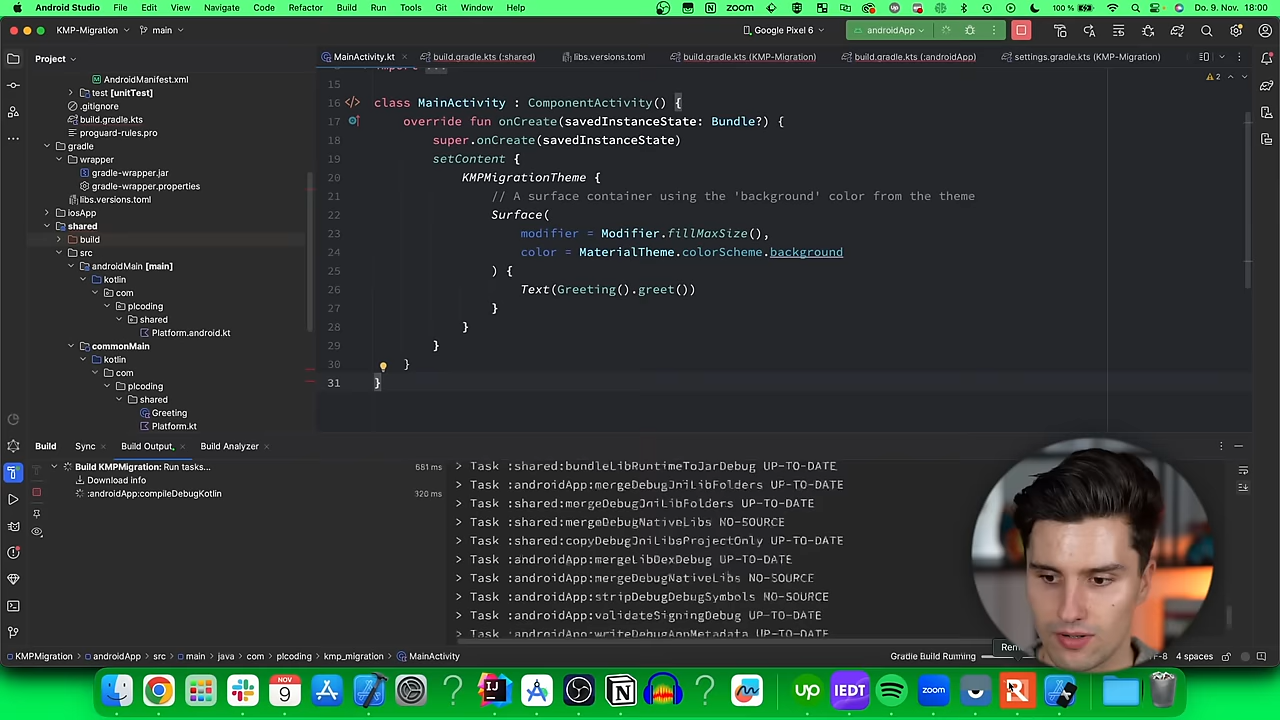 Android Studio File Edit View Navigate Code Refactor Build Run Tools Git Window Help zoom 100 % Do. 9. Nov. 18:00
KMP-Migration main Google Pixel 6 androidApp
Project
MainActivity.kt build.gradle.kts (:shared) libs.versions.toml build.gradle.kts (KMP-Migration) build.gradle.kts (:androidApp) settings.gradle.kts (KMP-Migration)
AndroidManifest.xml
test [unitTest]
.gitignore
build.gradle.kts
proguard-rules.pro
gradle
wrapper
gradle-wrapper.jar
gradle-wrapper.properties
libs.versions.toml
iosApp
shared
build
src
androidMain [main]
kotlin
com
plcoding
shared
Platform.android.kt
commonMain
kotlin
com
plcoding
shared
Greeting
Platform.kt
import ...
2
15
16 class MainActivity : ComponentActivity() {
17 override fun onCreate(savedInstanceState: Bundle?) {
18 super.onCreate(savedInstanceState)
19 setContent {
20 KMPMigrationTheme {
21 // A surface container using the 'background' color from the theme
22 Surface(
23 modifier = Modifier.fillMaxSize(),
24 color = MaterialTheme.colorScheme.background
25 ) {
26 Text(Greeting().greet())
27 }
28 }
29 }
30 }
31 }
Build Sync Build Output Build Analyzer
Build KMPMigration: Run tasks... 681 ms
Download info
:androidApp:compileDebugKotlin 320 ms
> Task :shared:bundleLibRuntimeToJarDebug UP-TO-DATE
> Task :androidApp:mergeDebugJniLibFolders UP-TO-DATE
> Task :shared:mergeDebugJniLibFolders UP-TO-DATE
> Task :shared:mergeDebugNativeLibs NO-SOURCE
> Task :shared:copyDebugJniLibsProjectOnly UP-TO-DATE
> Task :androidApp:mergeLibDexDebug UP-TO-DATE
> Task :androidApp:mergeDebugNativeLibs NO-SOURCE
> Task :androidApp:stripDebugDebugSymbols NO-SOURCE
> Task :androidApp:validateSigningDebug UP-TO-DATE
> Task :androidApp:writeDebugAppMetadata UP-TO-DATE
KMPMigration androidApp src main java com plcoding kmp_migration MainActivity Gradle Build Running 4 spaces
NOV
9
up IEDT zoom